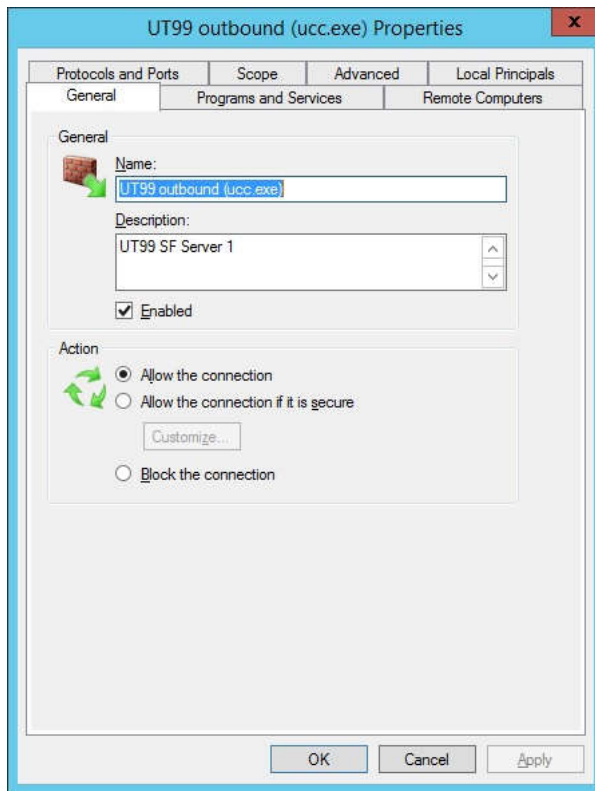 UT99 outbound (ucc.exe) Properties
x
Protocols and Ports Scope Advanced Local Principals
General Programs and Services Remote Computers
General
Name:
UT99 outbound (ucc.exe)
Description:
UT99 SF Server 1
Enabled
Action
Allow the connection
Allow the connection if it is secure
Customize...
Block the connection
OK Cancel Apply